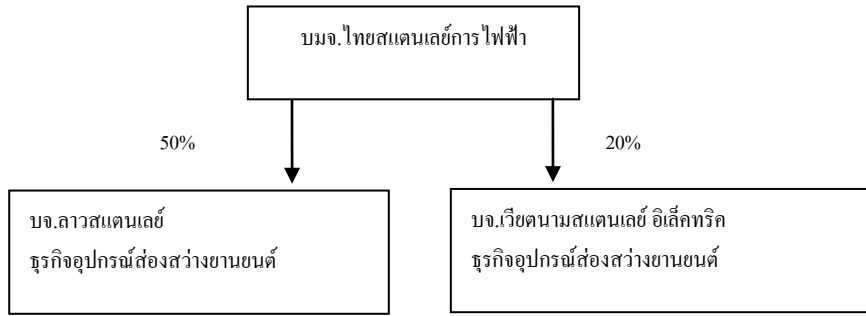 บมจ.ไทยสแตนเลย์การไฟฟ้า
50%
20%
บจ.ลาวสแตนเลย์
ธุรกิจอุปกรณ์ส่องสว่างยานยนต์
บจ.เวียตนามสแตนเลย์ อิเล็คทริค
ธุรกิจอุปกรณ์ส่องสว่างยานยนต์